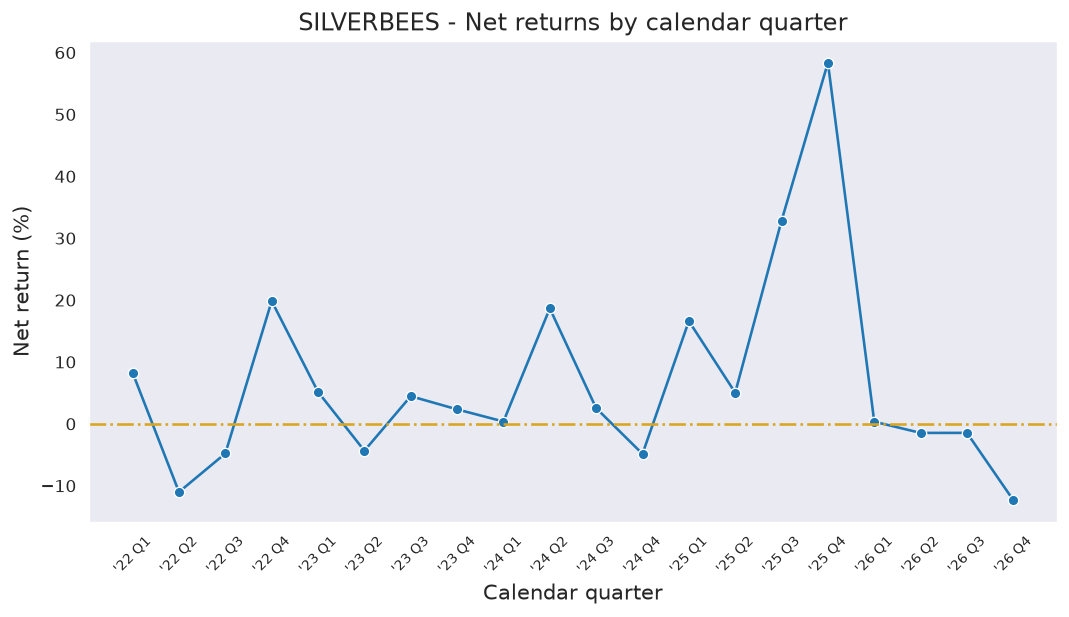 SILVERBEES - Net returns by calendar quarter
Net return (%)
60
50
40
30
20
10
0
−10
'22 Q1
'22 Q2
'22 Q3
'22 Q4
'23 Q1
'23 Q2
'23 Q3
'23 Q4
'24 Q1
'24 Q2
'24 Q3
'24 Q4
'25 Q1
'25 Q2
'25 Q3
'25 Q4
'26 Q1
'26 Q2
'26 Q3
'26 Q4
Calendar quarter